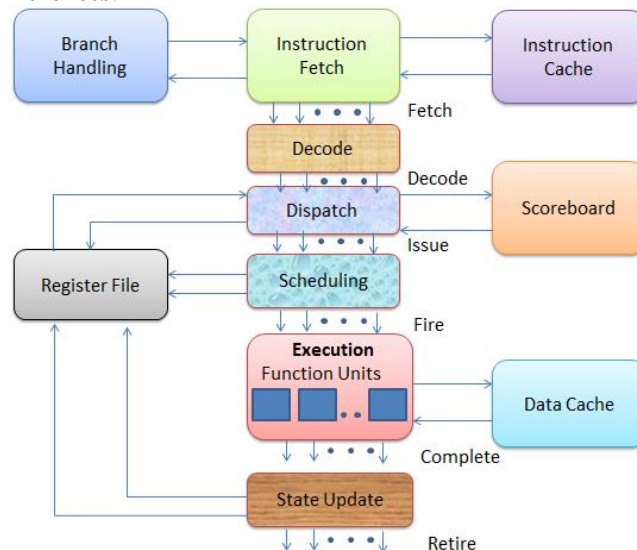 Branch
Handling
Instruction
Fetch
Instruction
Cache
Fetch
Decode
Decode
Dispatch
Scoreboard
Issue
Register File
Scheduling
Fire
Execution
Function Units
Data Cache
Complete
State Update
Retire